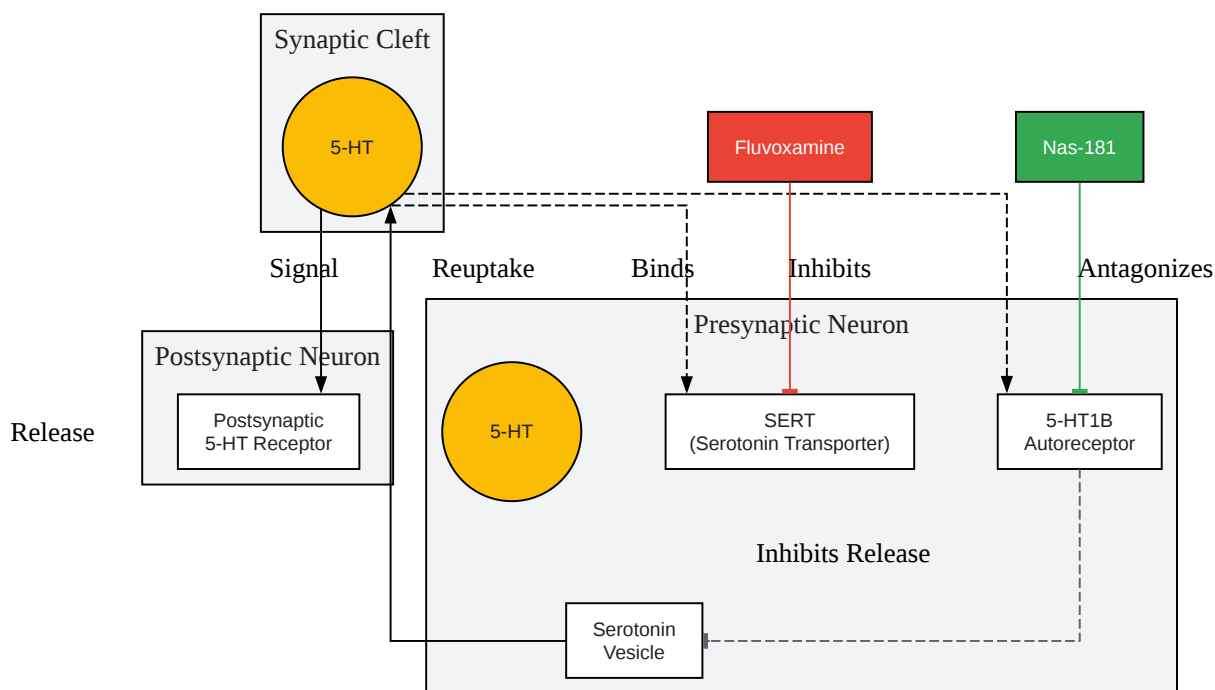 Synaptic Cleft
5-HT
Fluvoxamine
Nas-181
Signal
Reuptake
Binds
Inhibits
Antagonizes
Presynaptic Neuron
Postsynaptic Neuron
Release
Postsynaptic
5-HT Receptor
5-HT
SERT
(Serotonin Transporter)
5-HT1B
Autoreceptor
Inhibits Release
Serotonin
Vesicle